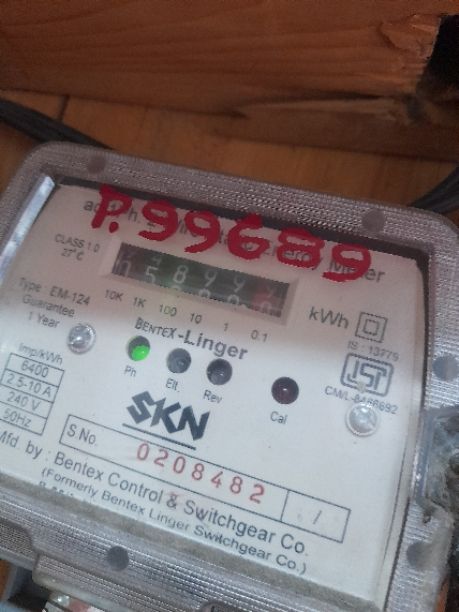 P.99689
Meter
CLASS 1.0
27°C
10K 1K 100 10 1 0.1
kWh
IS - 13779
Type : EM-124
Guarantee
1 Year
BENTEX-Linger
Ph Elt. Rev Cal
ISI
CM/L-8466692
Imp/kWh
6400
2.5-10 A
240 V
50Hz
SKN
S.No. 0208482 /
Mfd. by : Bentex Control & Switchgear Co.
(Formerly Bentex Linger Switchgear Co.)